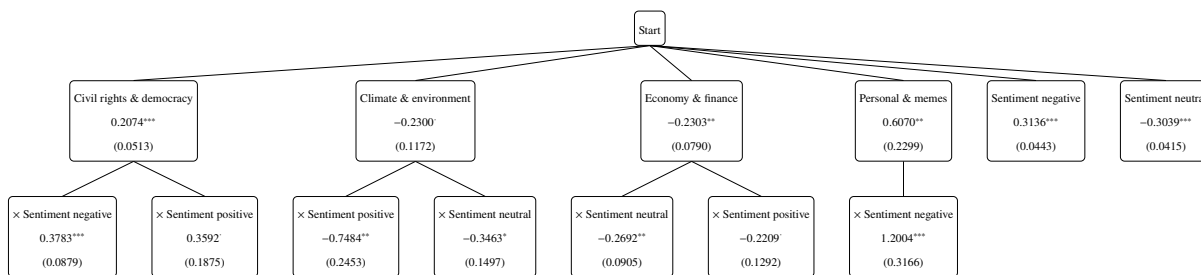 Start
Civil rights & democracy
0.2074***
(0.0513)
Climate & environment
−0.2300·
(0.1172)
Economy & finance
−0.2303**
(0.0790)
Personal & memes
0.6070**
(0.2299)
Sentiment negative
0.3136***
(0.0443)
Sentiment neutra
−0.3039***
(0.0415)
× Sentiment negative
0.3783***
(0.0879)
× Sentiment positive
0.3592·
(0.1875)
× Sentiment positive
−0.7484**
(0.2453)
× Sentiment neutral
−0.3463*
(0.1497)
× Sentiment neutral
−0.2692**
(0.0905)
× Sentiment positive
−0.2209·
(0.1292)
× Sentiment negative
1.2004***
(0.3166)